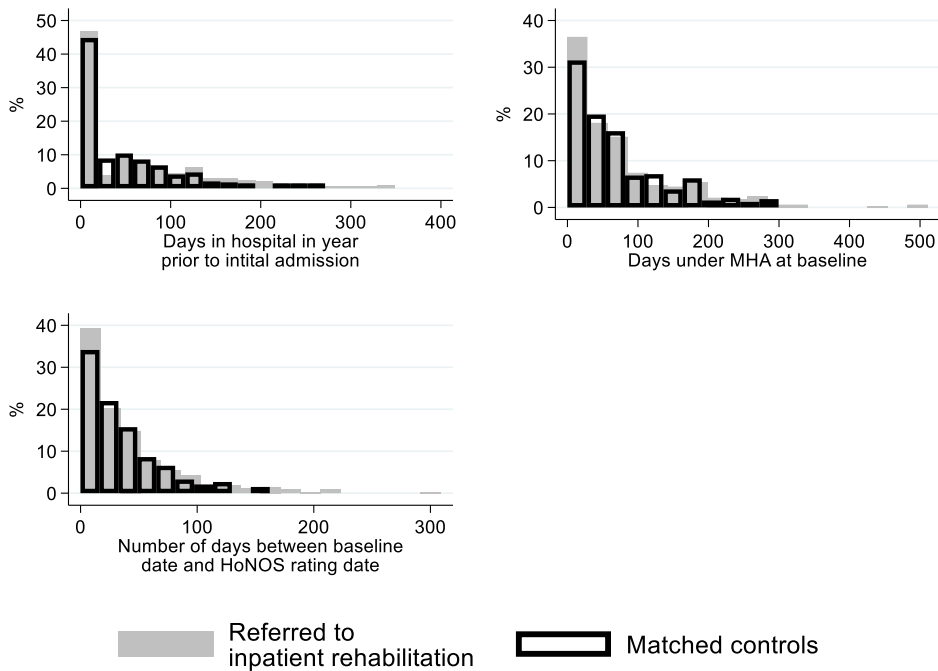 50
40
30
20
10
0
%
0 100 200 300 400
Days in hospital in year
prior to intital admission
40
30
20
10
0
%
0 100 200 300 400 500
Days under MHA at baseline
40
30
20
10
0
%
0 100 200 300
Number of days between baseline
date and HoNOS rating date
Referred to
inpatient rehabilitation
Matched controls